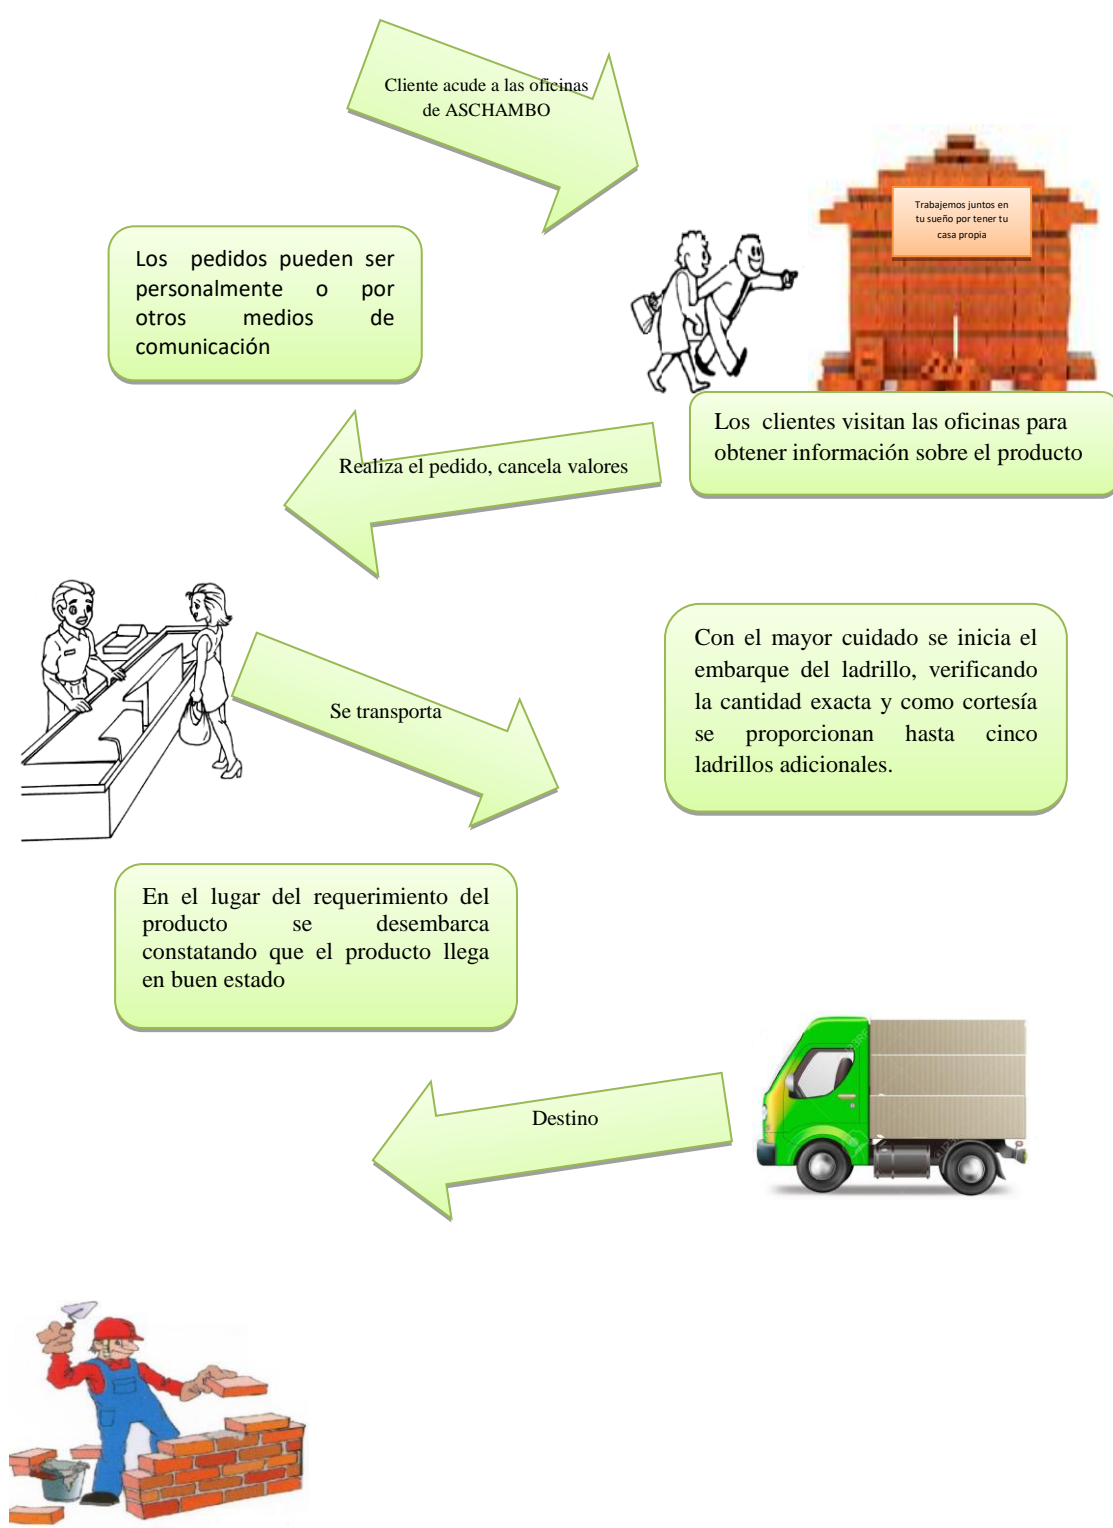 Cliente acude a las oficinas
de ASCHAMBO
Trabajemos juntos en
tu sueño por tener tu
casa propia
Los pedidos pueden ser
personalmente o por
otros medios de
comunicación
Los clientes visitan las oficinas para
obtener información sobre el producto
Realiza el pedido, cancela valores
Con el mayor cuidado se inicia el
embarque del ladrillo, verificando
la cantidad exacta y como cortesía
se proporcionan hasta cinco
ladrillos adicionales.
Se transporta
En el lugar del requerimiento del
producto se desembarca
constatando que el producto llega
en buen estado
Destino